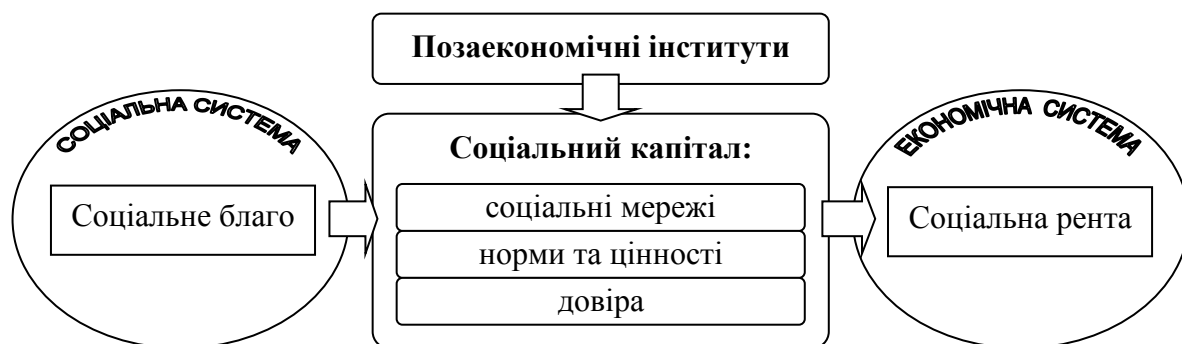 Позаекономічні інститути
СОЦІАЛЬНА СИСТЕМА
Соціальне благо
Соціальний капітал:
соціальні мережі
норми та цінності
довіра
ЕКОНОМІЧНА СИСТЕМА
Соціальна рента